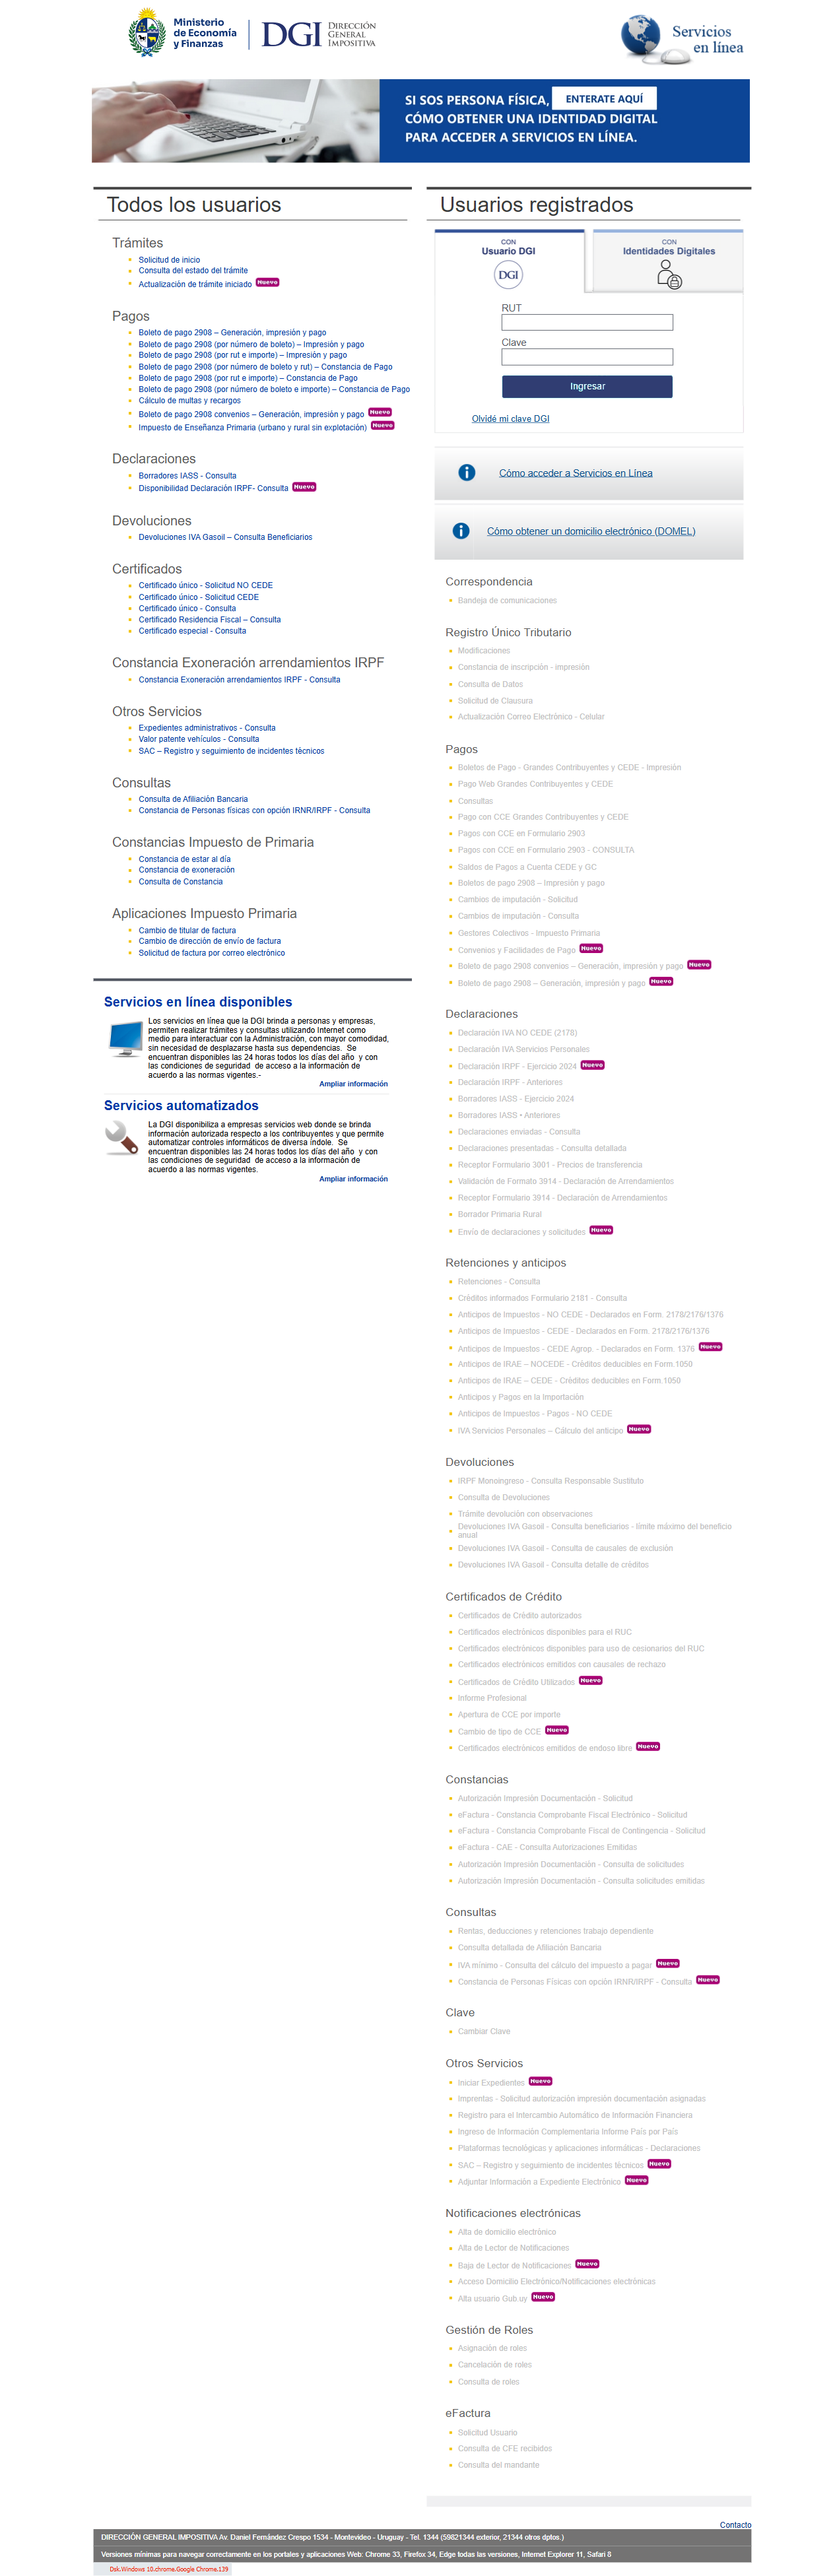 Ministerio
de Economía
y Finanzas
DGI
DIRECCIÓN
GENERAL
IMPOSITIVA
Servicios
en línea
SI SOS PERSONA FÍSICA, ENTERATE AQUÍ
CÓMO OBTENER UNA IDENTIDAD DIGITAL
PARA ACCEDER A SERVICIOS EN LÍNEA.
Todos los usuarios
Trámites
Solicitud de inicio
Consulta del estado del trámite
Actualización de trámite iniciado Nuevo
Pagos
Boleto de pago 2908 – Generación, impresión y pago
Boleto de pago 2908 (por número de boleto) – Impresión y pago
Boleto de pago 2908 (por rut e importe) – Impresión y pago
Boleto de pago 2908 (por número de boleto y rut) – Constancia de Pago
Boleto de pago 2908 (por rut e importe) – Constancia de Pago
Boleto de pago 2908 (por número de boleto e importe) – Constancia de Pago
Cálculo de multas y recargos
Boleto de pago 2908 convenios – Generación, impresión y pago Nuevo
Impuesto de Enseñanza Primaria (urbano y rural sin explotación) Nuevo
Declaraciones
Borradores IASS - Consulta
Disponibilidad Declaración IRPF- Consulta Nuevo
Devoluciones
Devoluciones IVA Gasoil – Consulta Beneficiarios
Certificados
Certificado único - Solicitud NO CEDE
Certificado único - Solicitud CEDE
Certificado único - Consulta
Certificado Residencia Fiscal – Consulta
Certificado especial - Consulta
Constancia Exoneración arrendamientos IRPF
Constancia Exoneración arrendamientos IRPF - Consulta
Otros Servicios
Expedientes administrativos - Consulta
Valor patente vehículos - Consulta
SAC – Registro y seguimiento de incidentes técnicos
Consultas
Consulta de Afiliación Bancaria
Constancia de Personas físicas con opción IRNR/IRPF - Consulta
Constancias Impuesto de Primaria
Constancia de estar al día
Constancia de exoneración
Consulta de Constancia
Aplicaciones Impuesto Primaria
Cambio de titular de factura
Cambio de dirección de envío de factura
Solicitud de factura por correo electrónico
Servicios en línea disponibles
Los servicios en línea que la DGI brinda a personas y empresas,
permiten realizar trámites y consultas utilizando Internet como
medio para interactuar con la Administración, con mayor comodidad,
sin necesidad de desplazarse hasta sus dependencias. Se
encuentran disponibles las 24 horas todos los días del año y con
las condiciones de seguridad de acceso a la información de
acuerdo a las normas vigentes.-
Ampliar información
Servicios automatizados
La DGI disponibiliza a empresas servicios web donde se brinda
información autorizada respecto a los contribuyentes y que permite
automatizar controles informáticos de diversa índole. Se
encuentran disponibles las 24 horas todos los días del año y con
las condiciones de seguridad de acceso a la información de
acuerdo a las normas vigentes.
Ampliar información
Usuarios registrados
CON
Usuario DGI
DGI
CON
Identidades Digitales
RUT
Clave
Ingresar
Olvidé mi clave DGI
Cómo acceder a Servicios en Línea
Cómo obtener un domicilio electrónico (DOMEL)
Correspondencia
Bandeja de comunicaciones
Registro Único Tributario
Modificaciones
Constancia de inscripción - impresión
Consulta de Datos
Solicitud de Clausura
Actualización Correo Electrónico - Celular
Pagos
Boletos de Pago - Grandes Contribuyentes y CEDE - Impresión
Pago Web Grandes Contribuyentes y CEDE
Consultas
Pago con CCE Grandes Contribuyentes y CEDE
Pagos con CCE en Formulario 2903
Pagos con CCE en Formulario 2903 - CONSULTA
Saldos de Pagos a Cuenta CEDE y GC
Boletos de pago 2908 – Impresión y pago
Cambios de imputación - Solicitud
Cambios de imputación - Consulta
Gestores Colectivos - Impuesto Primaria
Convenios y Facilidades de Pago Nuevo
Boleto de pago 2908 convenios – Generación, impresión y pago Nuevo
Boleto de pago 2908 – Generación, impresión y pago Nuevo
Declaraciones
Declaración IVA NO CEDE (2178)
Declaración IVA Servicios Personales
Declaración IRPF - Ejercicio 2024 Nuevo
Declaración IRPF - Anteriores
Borradores IASS - Ejercicio 2024
Borradores IASS • Anteriores
Declaraciones enviadas - Consulta
Declaraciones presentadas - Consulta detallada
Receptor Formulario 3001 - Precios de transferencia
Validación de Formato 3914 - Declaración de Arrendamientos
Receptor Formulario 3914 - Declaración de Arrendamientos
Borrador Primaria Rural
Envío de declaraciones y solicitudes Nuevo
Retenciones y anticipos
Retenciones - Consulta
Créditos informados Formulario 2181 - Consulta
Anticipos de Impuestos - NO CEDE - Declarados en Form. 2178/2176/1376
Anticipos de Impuestos - CEDE - Declarados en Form. 2178/2176/1376
Anticipos de Impuestos - CEDE Agrop. - Declarados en Form. 1376 Nuevo
Anticipos de IRAE – NOCEDE - Créditos deducibles en Form.1050
Anticipos de IRAE – CEDE - Créditos deducibles en Form.1050
Anticipos y Pagos en la Importación
Anticipos de Impuestos - Pagos - NO CEDE
IVA Servicios Personales – Cálculo del anticipo Nuevo
Devoluciones
IRPF Monoingreso - Consulta Responsable Sustituto
Consulta de Devoluciones
Trámite devolución con observaciones
Devoluciones IVA Gasoil - Consulta beneficiarios - límite máximo del beneficio
anual
Devoluciones IVA Gasoil - Consulta de causales de exclusión
Devoluciones IVA Gasoil - Consulta detalle de créditos
Certificados de Crédito
Certificados de Crédito autorizados
Certificados electrónicos disponibles para el RUC
Certificados electrónicos disponibles para uso de cesionarios del RUC
Certificados electrónicos emitidos con causales de rechazo
Certificados de Crédito Utilizados Nuevo
Informe Profesional
Apertura de CCE por importe
Cambio de tipo de CCE Nuevo
Certificados electrónicos emitidos de endoso libre Nuevo
Constancias
Autorización Impresión Documentación - Solicitud
eFactura - Constancia Comprobante Fiscal Electrónico - Solicitud
eFactura - Constancia Comprobante Fiscal de Contingencia - Solicitud
eFactura - CAE - Consulta Autorizaciones Emitidas
Autorización Impresión Documentación - Consulta de solicitudes
Autorización Impresión Documentación - Consulta solicitudes emitidas
Consultas
Rentas, deducciones y retenciones trabajo dependiente
Consulta detallada de Afiliación Bancaria
IVA mínimo - Consulta del cálculo del impuesto a pagar Nuevo
Constancia de Personas Físicas con opción IRNR/IRPF - Consulta Nuevo
Clave
Cambiar Clave
Otros Servicios
Iniciar Expedientes Nuevo
Imprentas - Solicitud autorización impresión documentación asignadas
Registro para el Intercambio Automático de Información Financiera
Ingreso de Información Complementaria Informe País por País
Plataformas tecnológicas y aplicaciones informáticas - Declaraciones
SAC – Registro y seguimiento de incidentes técnicos Nuevo
Adjuntar Información a Expediente Electrónico Nuevo
Notificaciones electrónicas
Alta de domicilio electrónico
Alta de Lector de Notificaciones
Baja de Lector de Notificaciones Nuevo
Acceso Domicilio Electrónico/Notificaciones electrónicas
Alta usuario Gub.uy Nuevo
Gestión de Roles
Asignación de roles
Cancelación de roles
Consulta de roles
eFactura
Solicitud Usuario
Consulta de CFE recibidos
Consulta del mandante
Contacto
DIRECCIÓN GENERAL IMPOSITIVA Av. Daniel Fernández Crespo 1534 - Montevideo - Uruguay - Tel. 1344 (59821344 exterior, 21344 otros dptos.)
Versiones mínimas para navegar correctamente en los portales y aplicaciones Web: Chrome 33, Firefox 34, Edge todas las versiones, Internet Explorer 11, Safari 8
Dsk.Windows 10.chrome.Google Chrome.139